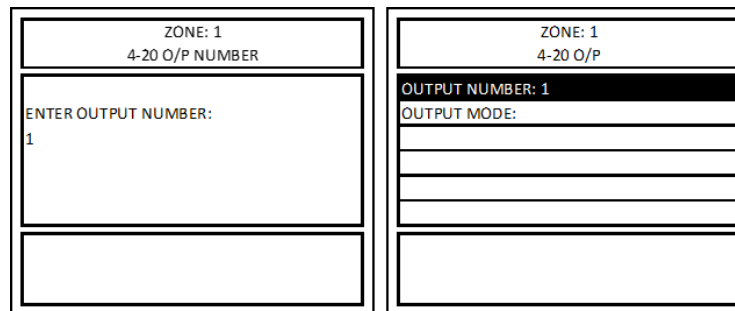 ZONE: 1
4-20 O/P NUMBER
ENTER OUTPUT NUMBER:
1
ZONE: 1
4-20 O/P
OUTPUT NUMBER: 1
OUTPUT MODE: